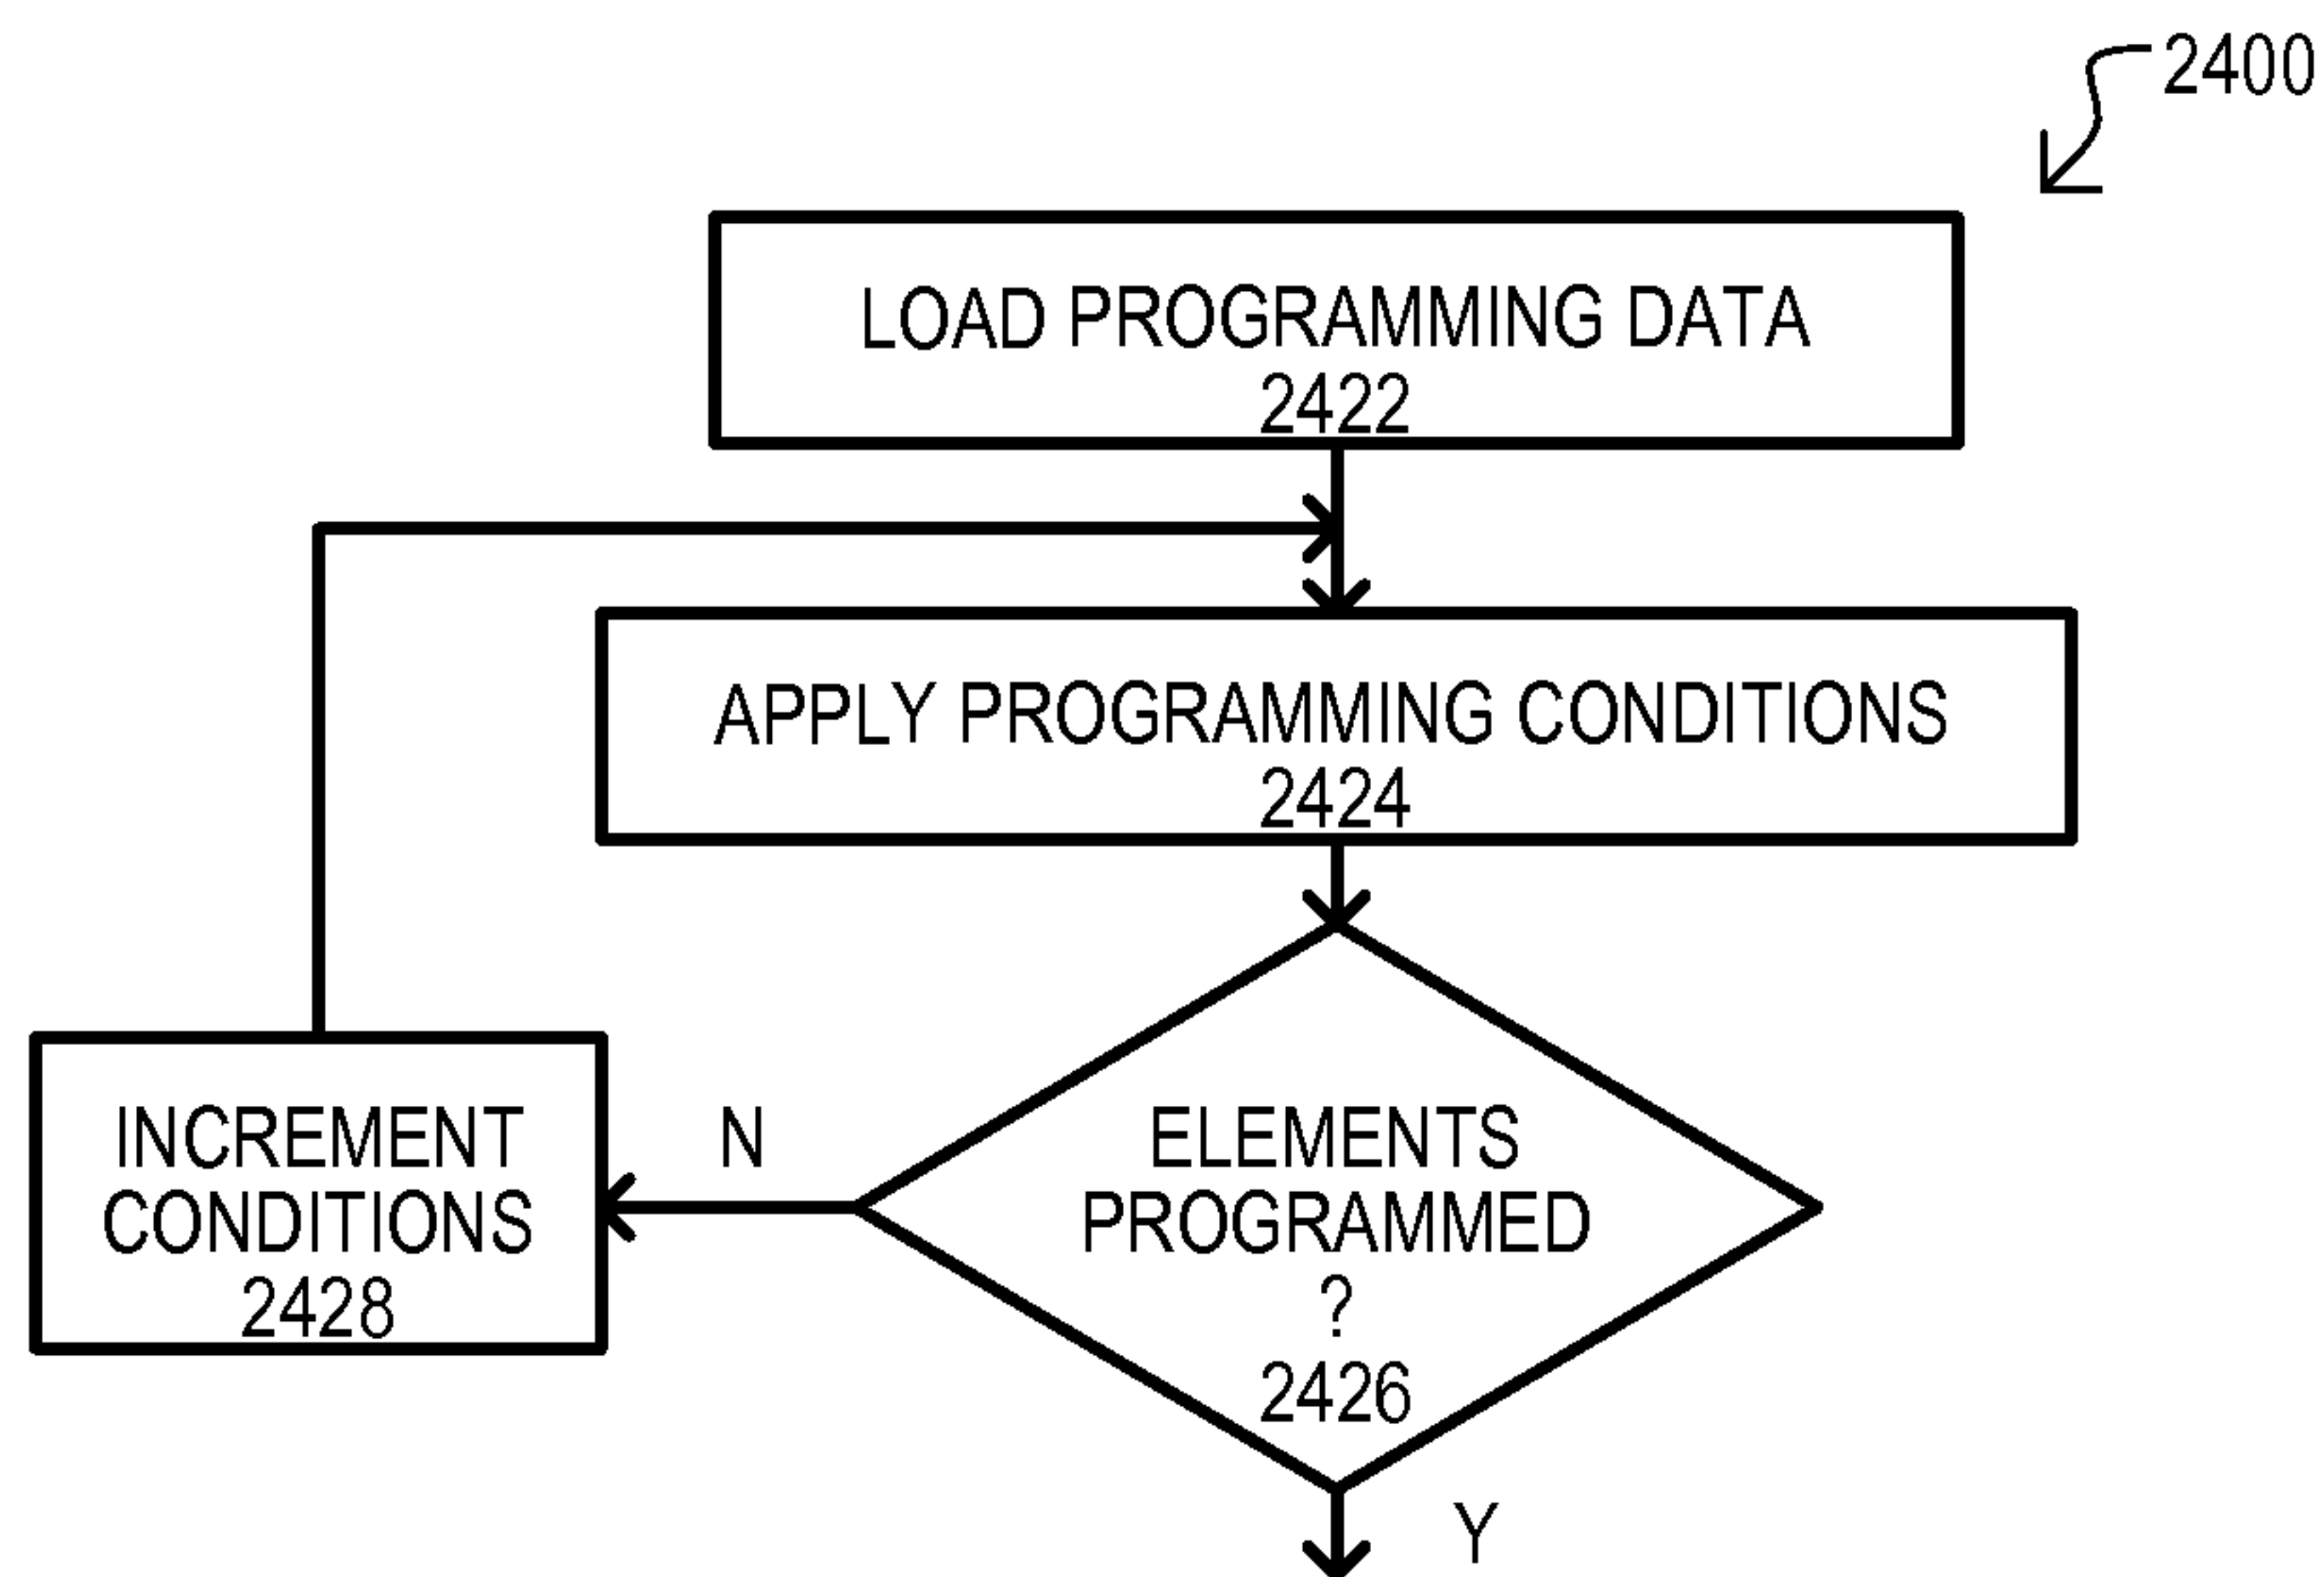 2400
LOAD PROGRAMMING DATA
2422
APPLY PROGRAMMING CONDITIONS
2424
INCREMENT
CONDITIONS
2428
N
ELEMENTS
PROGRAMMED
?
2426
Y